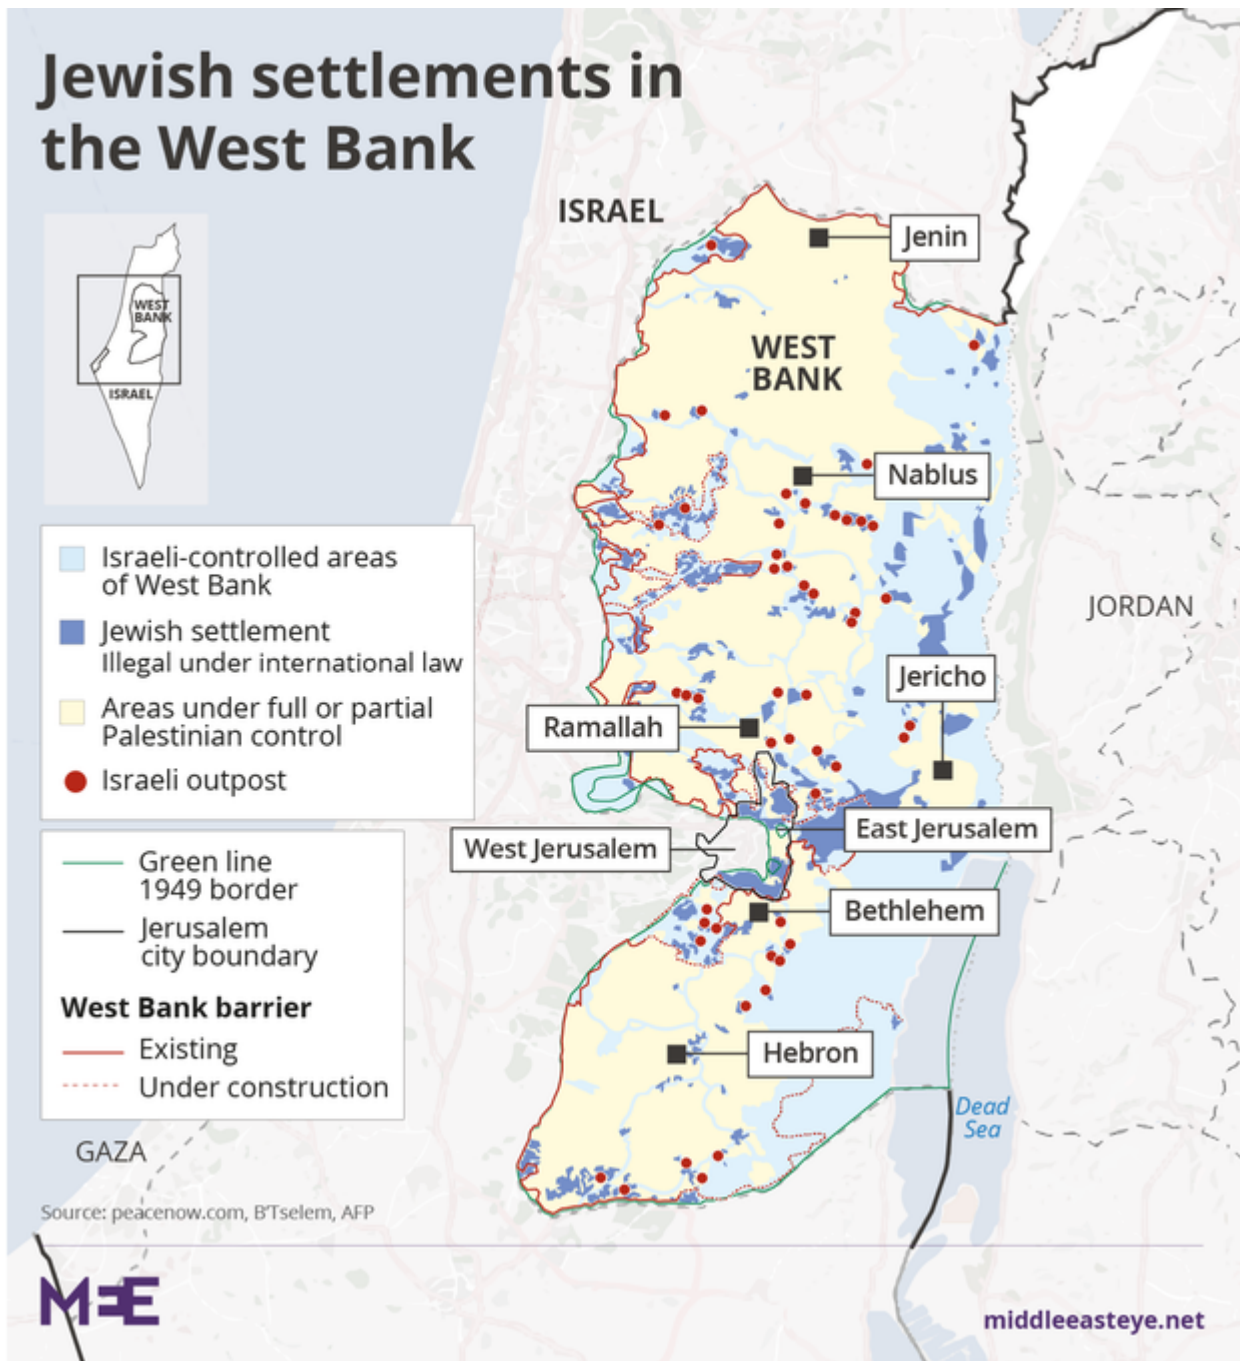 Jewish settlements in
the West Bank
ISRAEL
Jenin
WEST
BANK
WEST
BANK
ISRAEL
Nablus
Israeli-controlled areas
of West Bank
Jewish settlement
Illegal under international law
Areas under full or partial
Palestinian control
Israeli outpost
JORDAN
Jericho
Ramallah
East Jerusalem
West Jerusalem
Bethlehem
Green line
1949 border
Jerusalem
city boundary
West Bank barrier
Existing
Under construction
Hebron
Dead
Sea
GAZA
Source: peacenow.com, B'Tselem, AFP
MEE
middleeasteye.net